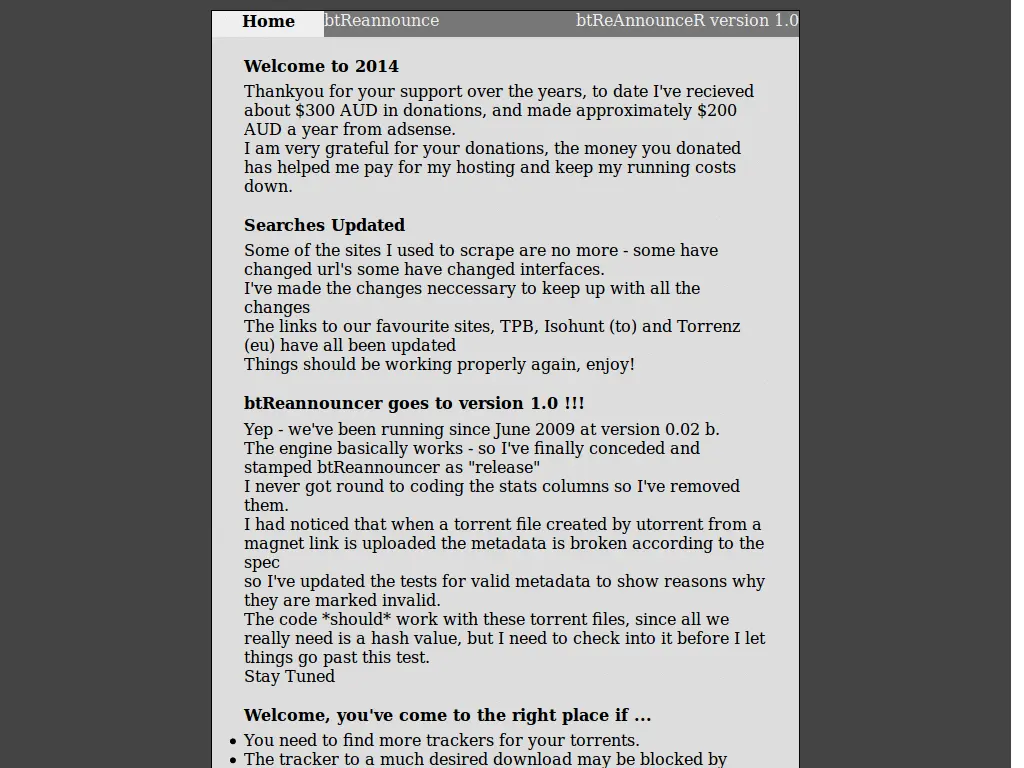 Home btReannounce btReAnnounceR version 1.0
Welcome to 2014
Thankyou for your support over the years, to date I've recieved
about $300 AUD in donations, and made approximately $200
AUD a year from adsense.
I am very grateful for your donations, the money you donated
has helped me pay for my hosting and keep my running costs
down.
Searches Updated
Some of the sites I used to scrape are no more - some have
changed url's some have changed interfaces.
I've made the changes neccessary to keep up with all the
changes
The links to our favourite sites, TPB, Isohunt (to) and Torrenz
(eu) have all been updated
Things should be working properly again, enjoy!
btReannouncer goes to version 1.0 !!!
Yep - we've been running since June 2009 at version 0.02 b.
The engine basically works - so I've finally conceded and
stamped btReannouncer as "release"
I never got round to coding the stats columns so I've removed
them.
I had noticed that when a torrent file created by utorrent from a
magnet link is uploaded the metadata is broken according to the
spec
so I've updated the tests for valid metadata to show reasons why
they are marked invalid.
The code *should* work with these torrent files, since all we
really need is a hash value, but I need to check into it before I let
things go past this test.
Stay Tuned
Welcome, you've come to the right place if ...
• You need to find more trackers for your torrents.
• The tracker to a much desired download may be blocked by